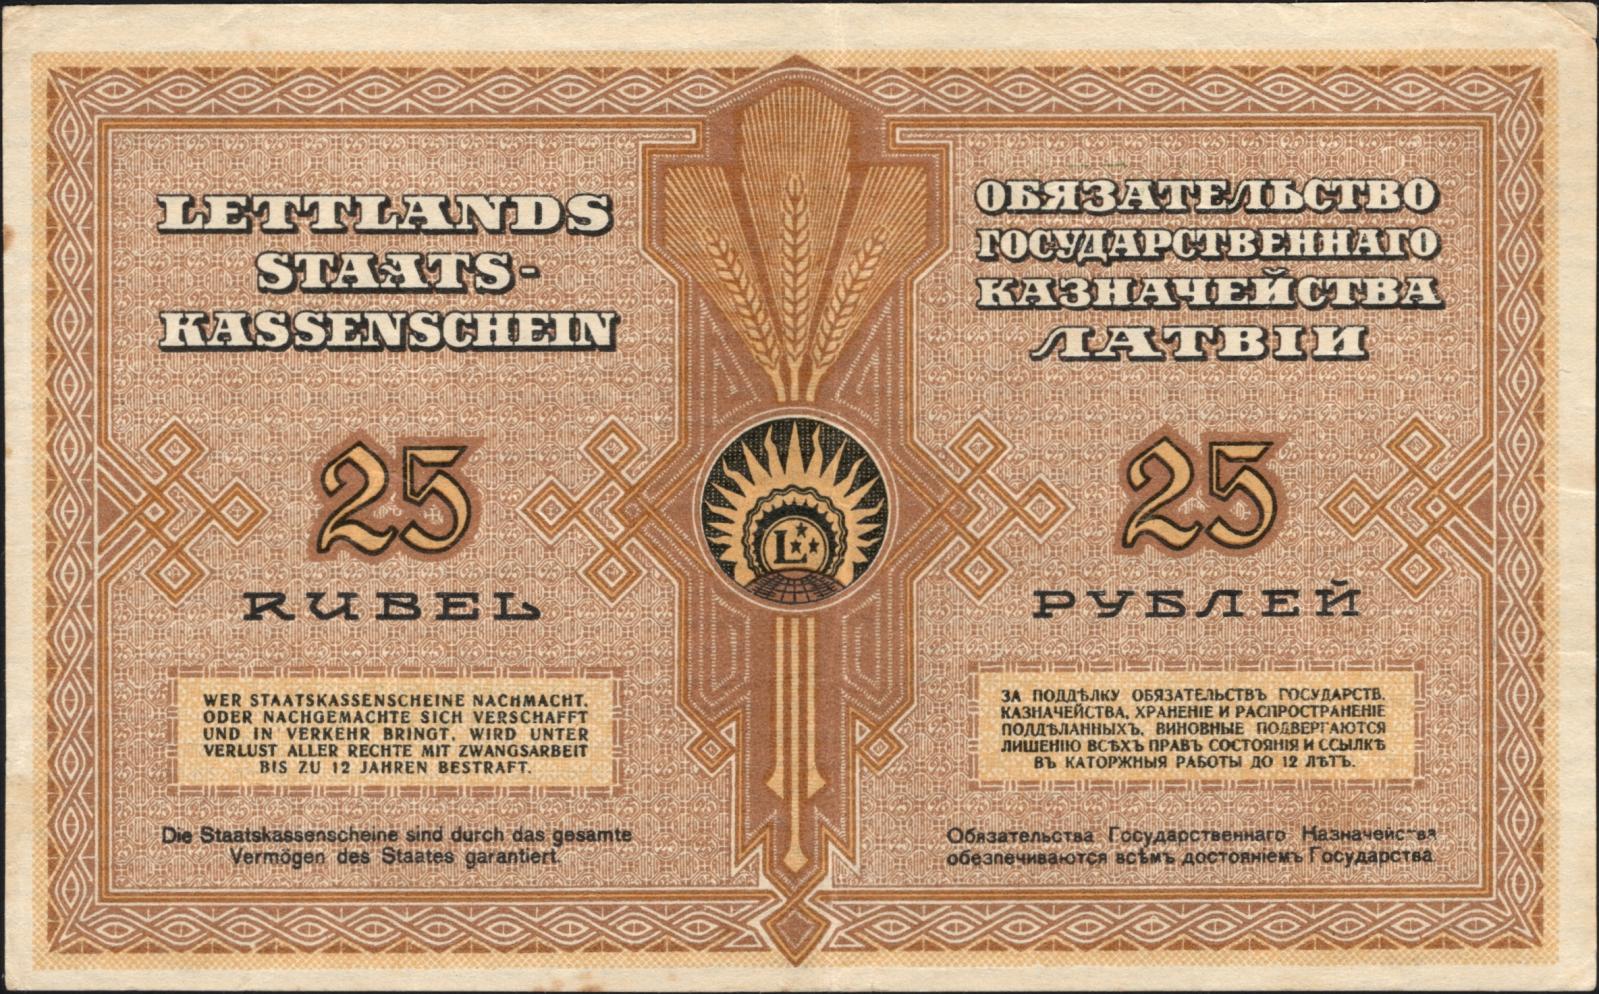 LETTLANDS
STAATS-
KASSENSCHEIN
25
RUBEL
WER STAATSKASSENSCHEINE NACHMACHT,
ODER NACHGEMACHTE SICH VERSCHAFFT
UND IN VERKEHR BRINGT, WIRD UNTER
VERLUST ALLER RECHTE MIT ZWANGSARBEIT
BIS ZU 12 JAHREN BESTRAFT.
Die Staatskassenscheine sind durch das gesamte
Vermögen des Staates garantiert.
L
ОБЯЗАТЕЛЬСТВО
ГОСУДАРСТВЕННАГО
КАЗНАЧЕЙСТВА
ЛАТВІИ
25
РУБЛЕЙ
ЗА ПОДДѢЛКУ ОБЯЗАТЕЛЬСТВЪ ГОСУДАРСТВ.
КАЗНАЧЕЙСТВА, ХРАНЕНІЕ И РАСПРОСТРАНЕНІЕ
ПОДДѢЛАННЫХЪ, ВИНОВНЫЕ ПОДВЕРГАЮТСЯ
ЛИШЕНІЮ ВСѢХЪ ПРАВЪ СОСТОЯНІЯ И ССЫЛКѢ
ВЪ КАТОРЖНЫЯ РАБОТЫ ДО 12 ЛѢТЪ.
Обязательства Государственнаго Казначейства
обезпечиваются всѣмъ достояніемъ Государства.